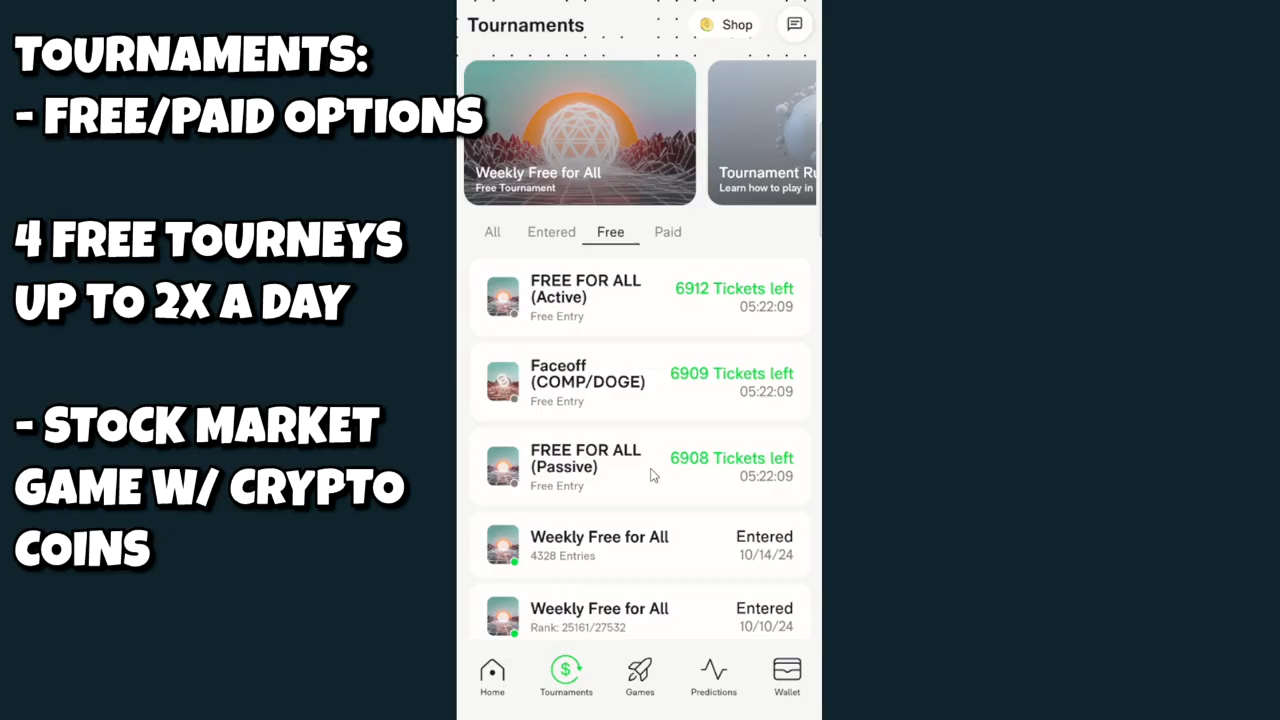 TOURNAMENTS:
- FREE/PAID OPTIONS
4 FREE TOURNEYS
UP TO 2X A DAY
- STOCK MARKET
GAME W/ CRYPTO
COINS
Tournaments
Shop
Weekly Free for All
Free Tournament
Tournament Ru
Learn how to play in
All Entered Free Paid
FREE FOR ALL
(Active)
Free Entry
6912 Tickets left
05:22:09
Faceoff
(COMP/DOGE)
Free Entry
6909 Tickets left
05:22:09
FREE FOR ALL
(Passive)
Free Entry
6908 Tickets left
05:22:09
Weekly Free for All
4328 Entries
Entered
10/14/24
Weekly Free for All
Rank: 25161/27532
Entered
10/10/24
Home Tournaments Games Predictions Wallet